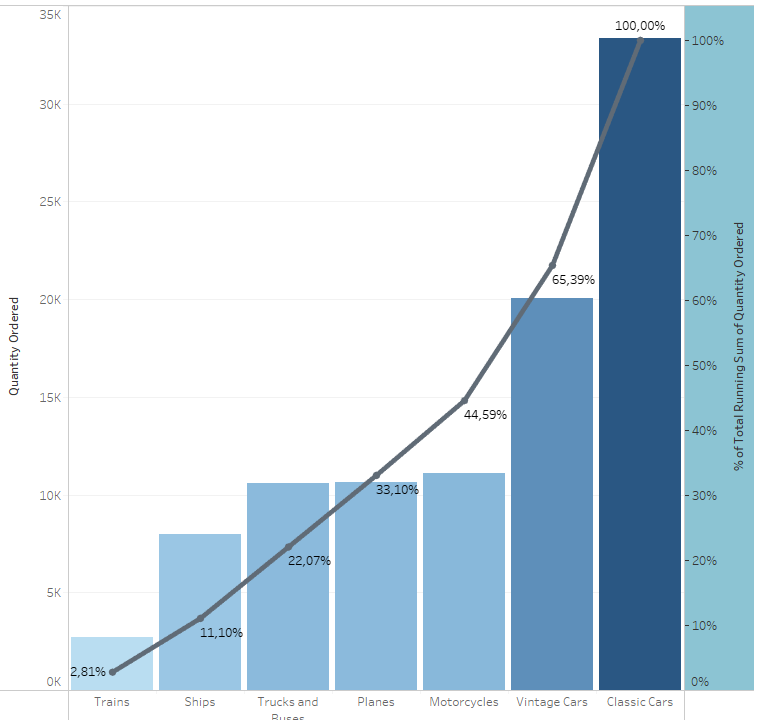 35K
30K
25K
20K
15K
10K
5K
0K
Quantity Ordered
100,00%
65,39%
44,59%
33,10%
22,07%
11,10%
2,81%
100%
90%
80%
70%
60%
50%
40%
30%
20%
10%
0%
% of Total Running Sum of Quantity Ordered
Trains
Ships
Trucks and
Buses
Planes
Motorcycles
Vintage Cars
Classic Cars